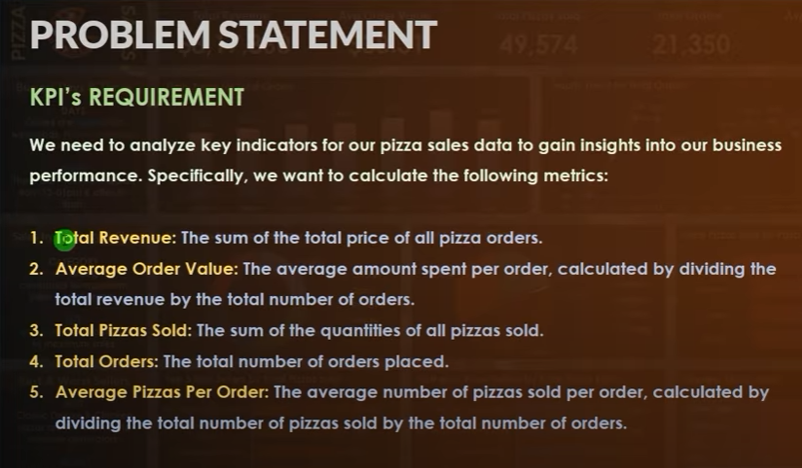 PROBLEM STATEMENT
49,574
21,350
KPI's REQUIREMENT
We need to analyze key indicators for our pizza sales data to gain insights into our business
performance. Specifically, we want to calculate the following metrics:
1. Total Revenue: The sum of the total price of all pizza orders.
2. Average Order Value: The average amount spent per order, calculated by dividing the
total revenue by the total number of orders.
3. Total Pizzas Sold: The sum of the quantities of all pizzas sold.
4. Total Orders: The total number of orders placed.
5. Average Pizzas Per Order: The average number of pizzas sold per order, calculated by
dividing the total number of pizzas sold by the total number of orders.